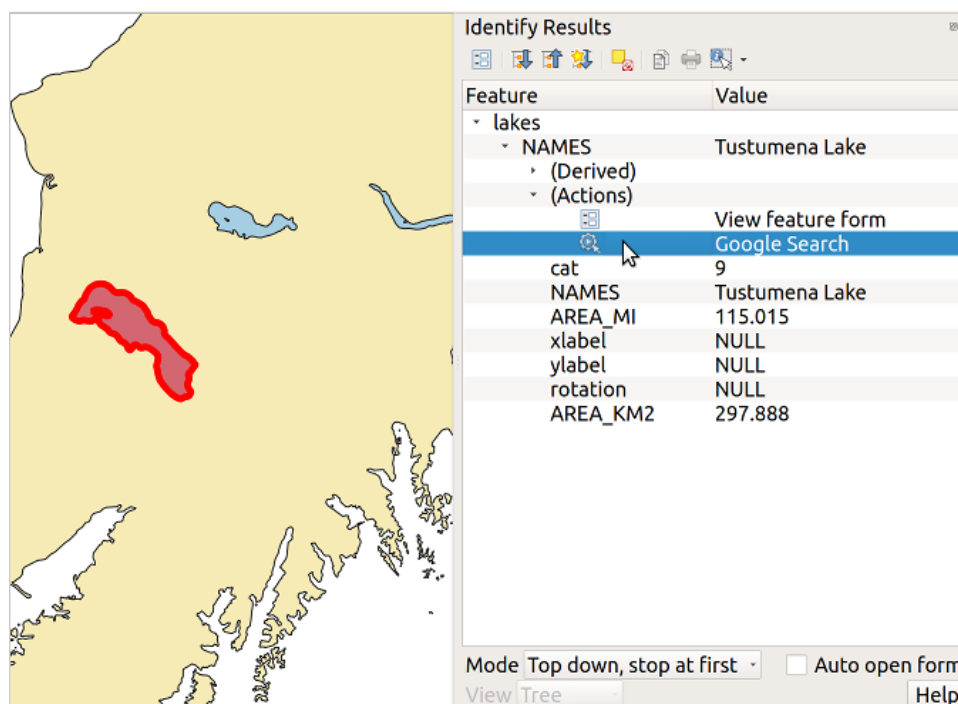 Identify Results
Feature Value
lakes
NAMES Tustumena Lake
(Derived)
(Actions)
View feature form
Google Search
cat 9
NAMES Tustumena Lake
AREA_MI 115.015
xlabel NULL
ylabel NULL
rotation NULL
AREA_KM2 297.888
Mode Top down, stop at first Auto open form
View Tree Help